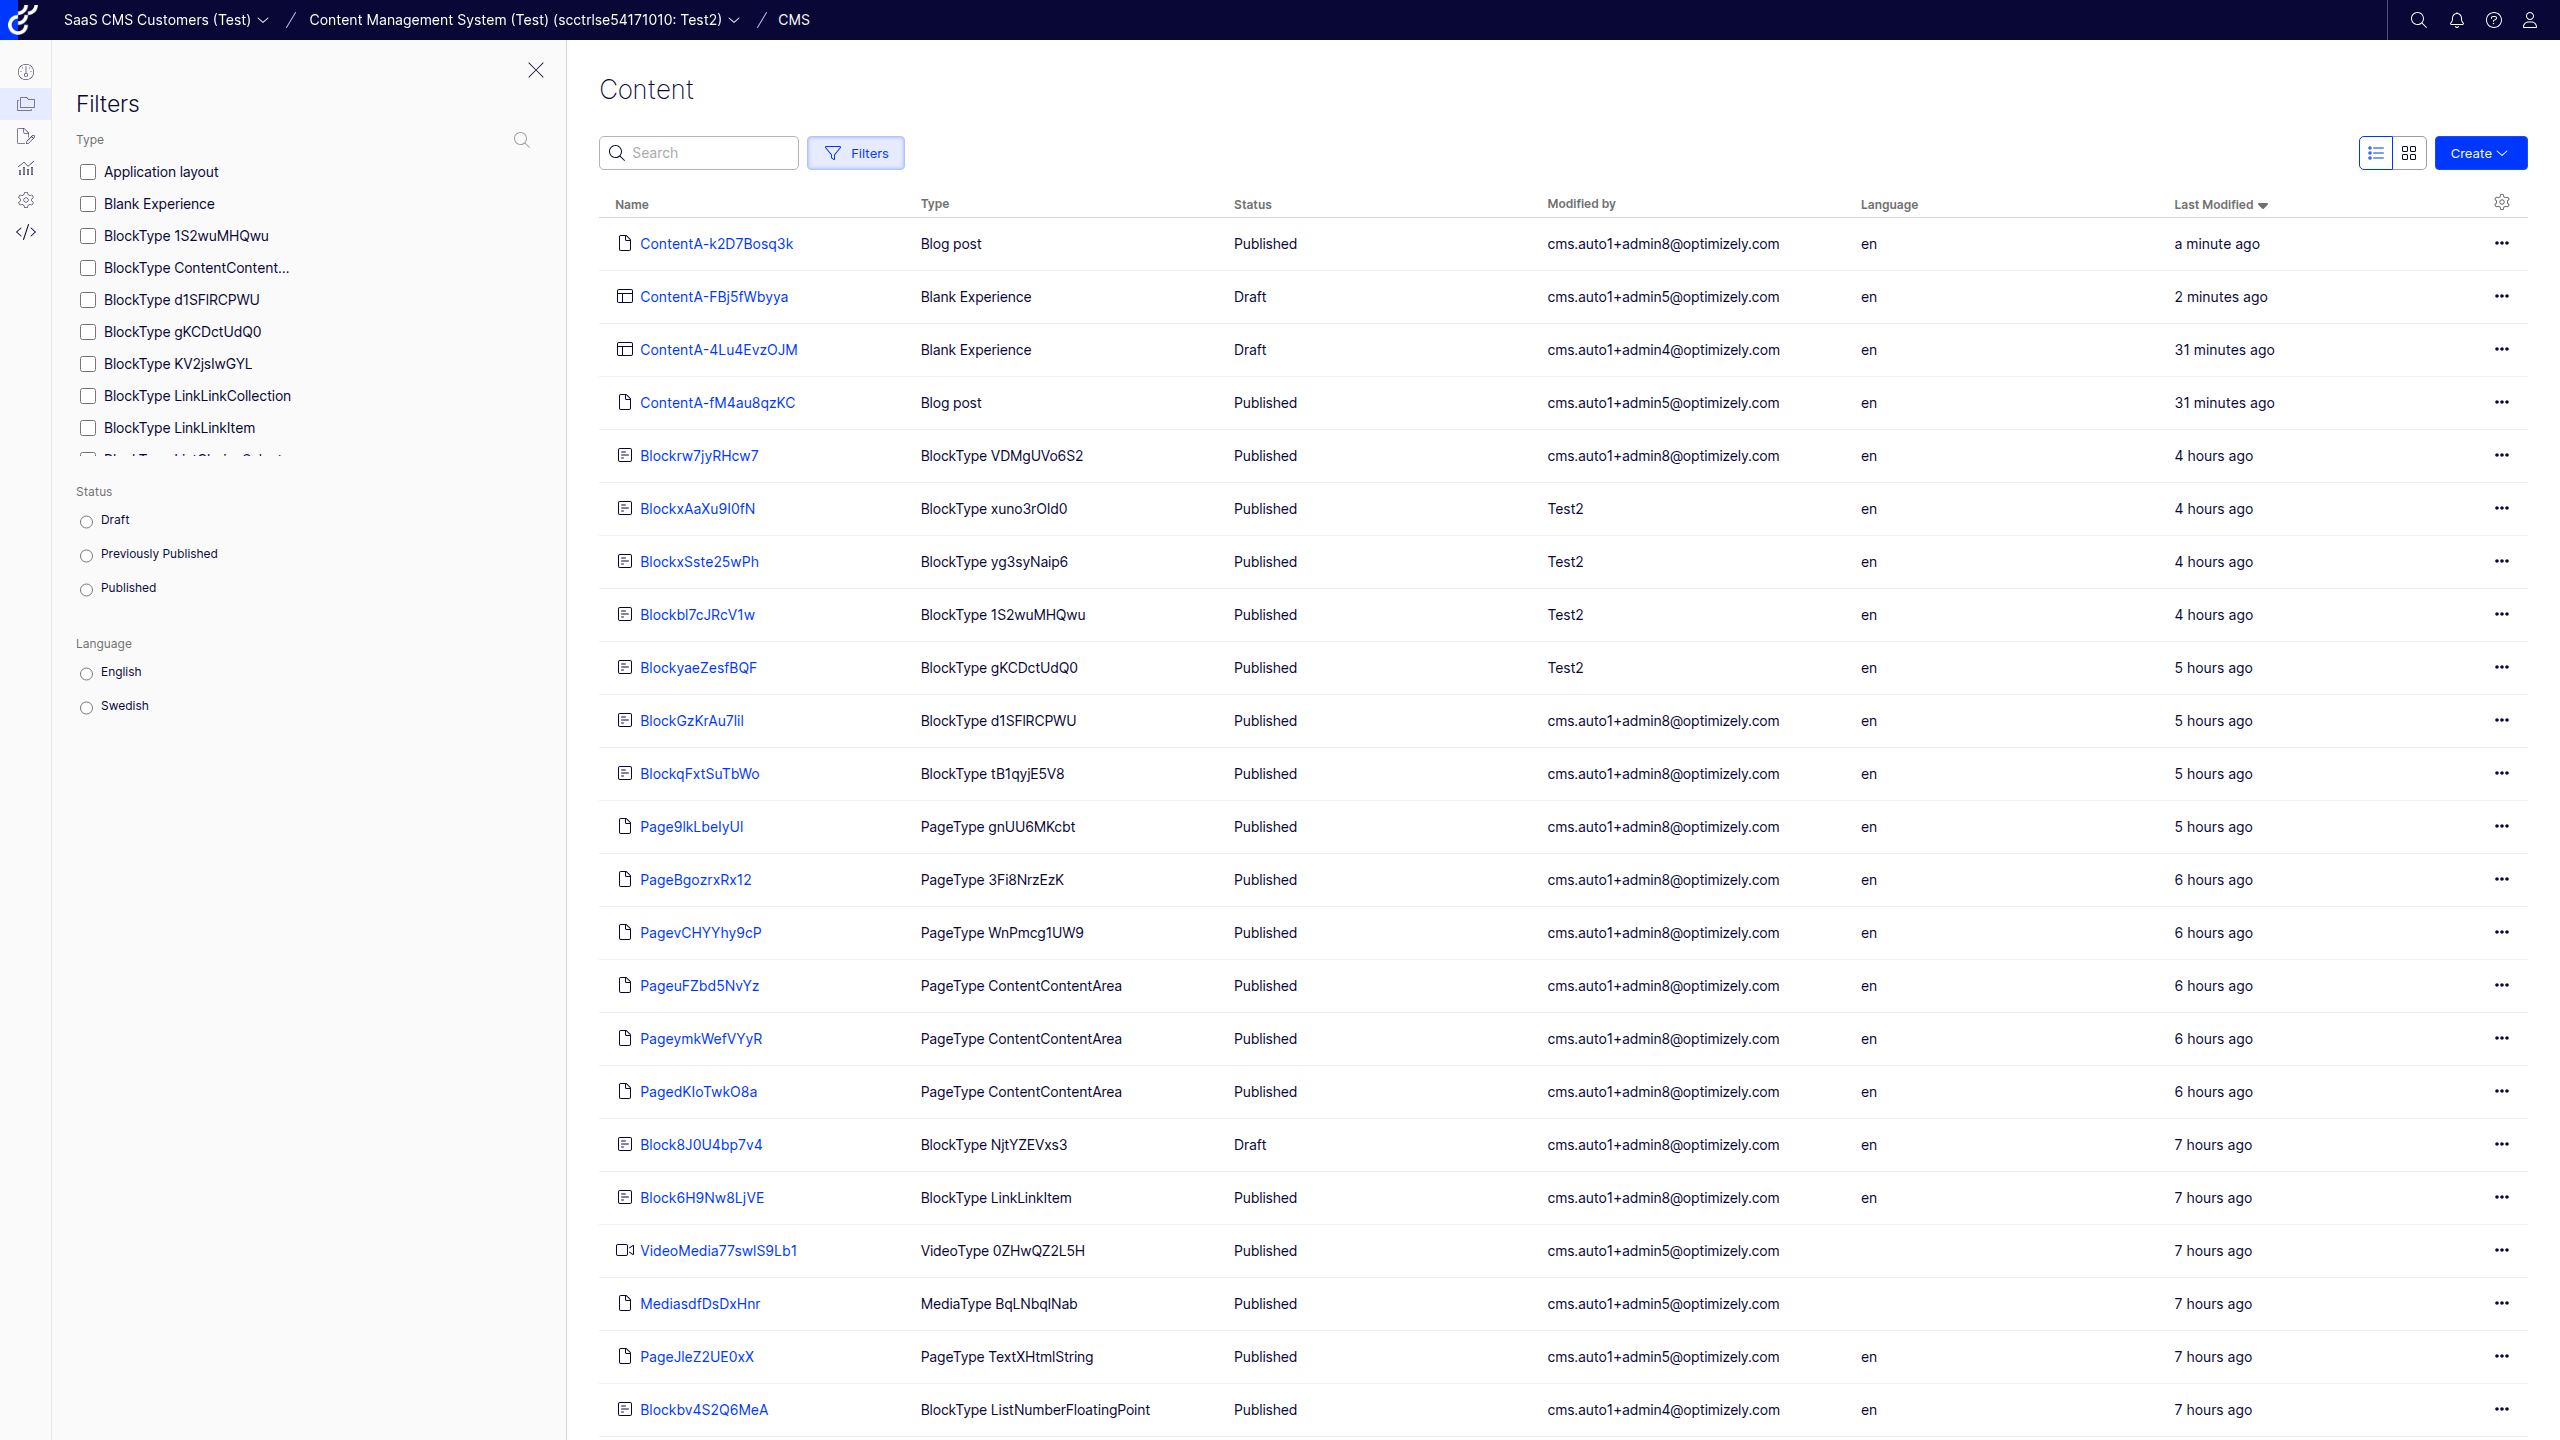 SaaS CMS Customers (Test) / Content Management System (Test) (scctrlse54171010: Test2) / CMS
Filters
Type
Application layout
Blank Experience
BlockType 1S2wuMHQwu
BlockType ContentContent...
BlockType d1SFlRCPWU
BlockType gKCDctUdQ0
BlockType KV2jslwGYL
BlockType LinkLinkCollection
BlockType LinkLinkItem
Status
Draft
Previously Published
Published
Language
English
Swedish
Content
Search Filters Create
Name Type Status Modified by Language Last Modified
ContentA-k2D7Bosq3k Blog post Published cms.auto1+admin8@optimizely.com en a minute ago
ContentA-FBj5fWbyya Blank Experience Draft cms.auto1+admin5@optimizely.com en 2 minutes ago
ContentA-4Lu4EvzOJM Blank Experience Draft cms.auto1+admin4@optimizely.com en 31 minutes ago
ContentA-fM4au8qzKC Blog post Published cms.auto1+admin5@optimizely.com en 31 minutes ago
Blockrw7jyRHcw7 BlockType VDMgUVo6S2 Published cms.auto1+admin8@optimizely.com en 4 hours ago
BlockxAaXu9I0fN BlockType xuno3rOld0 Published Test2 en 4 hours ago
BlockxSste25wPh BlockType yg3syNaip6 Published Test2 en 4 hours ago
Blockbl7cJRcV1w BlockType 1S2wuMHQwu Published Test2 en 4 hours ago
BlockyaeZesfBQF BlockType gKCDctUdQ0 Published Test2 en 5 hours ago
BlockGzKrAu7liI BlockType d1SFlRCPWU Published cms.auto1+admin8@optimizely.com en 5 hours ago
BlockqFxtSuTbWo BlockType tB1qyjE5V8 Published cms.auto1+admin8@optimizely.com en 5 hours ago
Page9lkLbelyUl PageType gnUU6MKcbt Published cms.auto1+admin8@optimizely.com en 5 hours ago
PageBgozrxRx12 PageType 3Fi8NrzEzK Published cms.auto1+admin8@optimizely.com en 6 hours ago
PagevCHYYhy9cP PageType WnPmcg1UW9 Published cms.auto1+admin8@optimizely.com en 6 hours ago
PageuFZbd5NvYz PageType ContentContentArea Published cms.auto1+admin8@optimizely.com en 6 hours ago
PageymkWefVYyR PageType ContentContentArea Published cms.auto1+admin8@optimizely.com en 6 hours ago
PagedKloTwkO8a PageType ContentContentArea Published cms.auto1+admin8@optimizely.com en 6 hours ago
Block8J0U4bp7v4 BlockType NjtYZEVxs3 Draft cms.auto1+admin8@optimizely.com en 7 hours ago
Block6H9Nw8LjVE BlockType LinkLinkItem Published cms.auto1+admin8@optimizely.com en 7 hours ago
VideoMedia77swlS9Lb1 VideoType 0ZHwQZ2L5H Published cms.auto1+admin5@optimizely.com 7 hours ago
MediasdfDsDxHnr MediaType BqLNbqlNab Published cms.auto1+admin5@optimizely.com 7 hours ago
PageJleZ2UE0xX PageType TextXHtmlString Published cms.auto1+admin5@optimizely.com en 7 hours ago
Blockbv4S2Q6MeA BlockType ListNumberFloatingPoint Published cms.auto1+admin4@optimizely.com en 7 hours ago